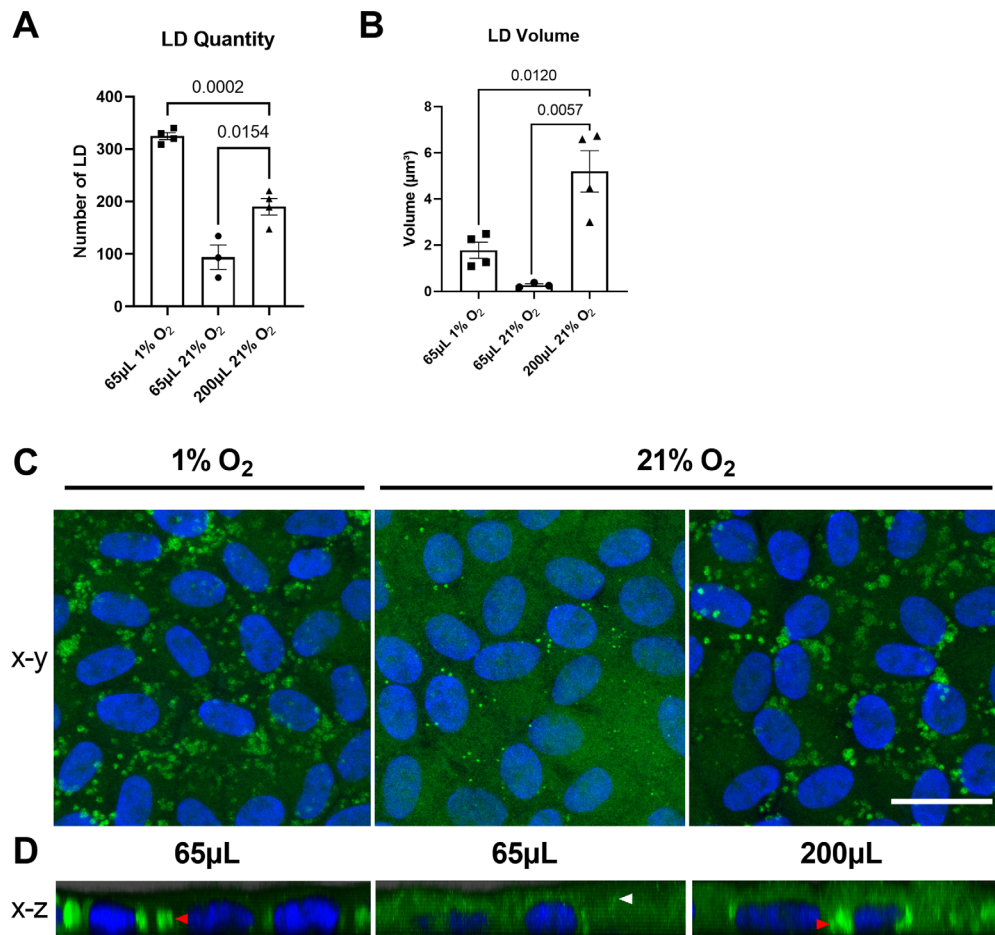 A
LD Quantity
0.0002
0.0154
Number of LD
400
300
200
100
0
65µL 1% O₂
65µL 21% O₂
200µL 21% O₂
B
LD Volume
0.0120
0.0057
Volume (µm³)
8
6
4
2
0
65µL 1% O₂
65µL 21% O₂
200µL 21% O₂
C
1% O₂
21% O₂
x-y
D
65µL
65µL
200µL
x-z